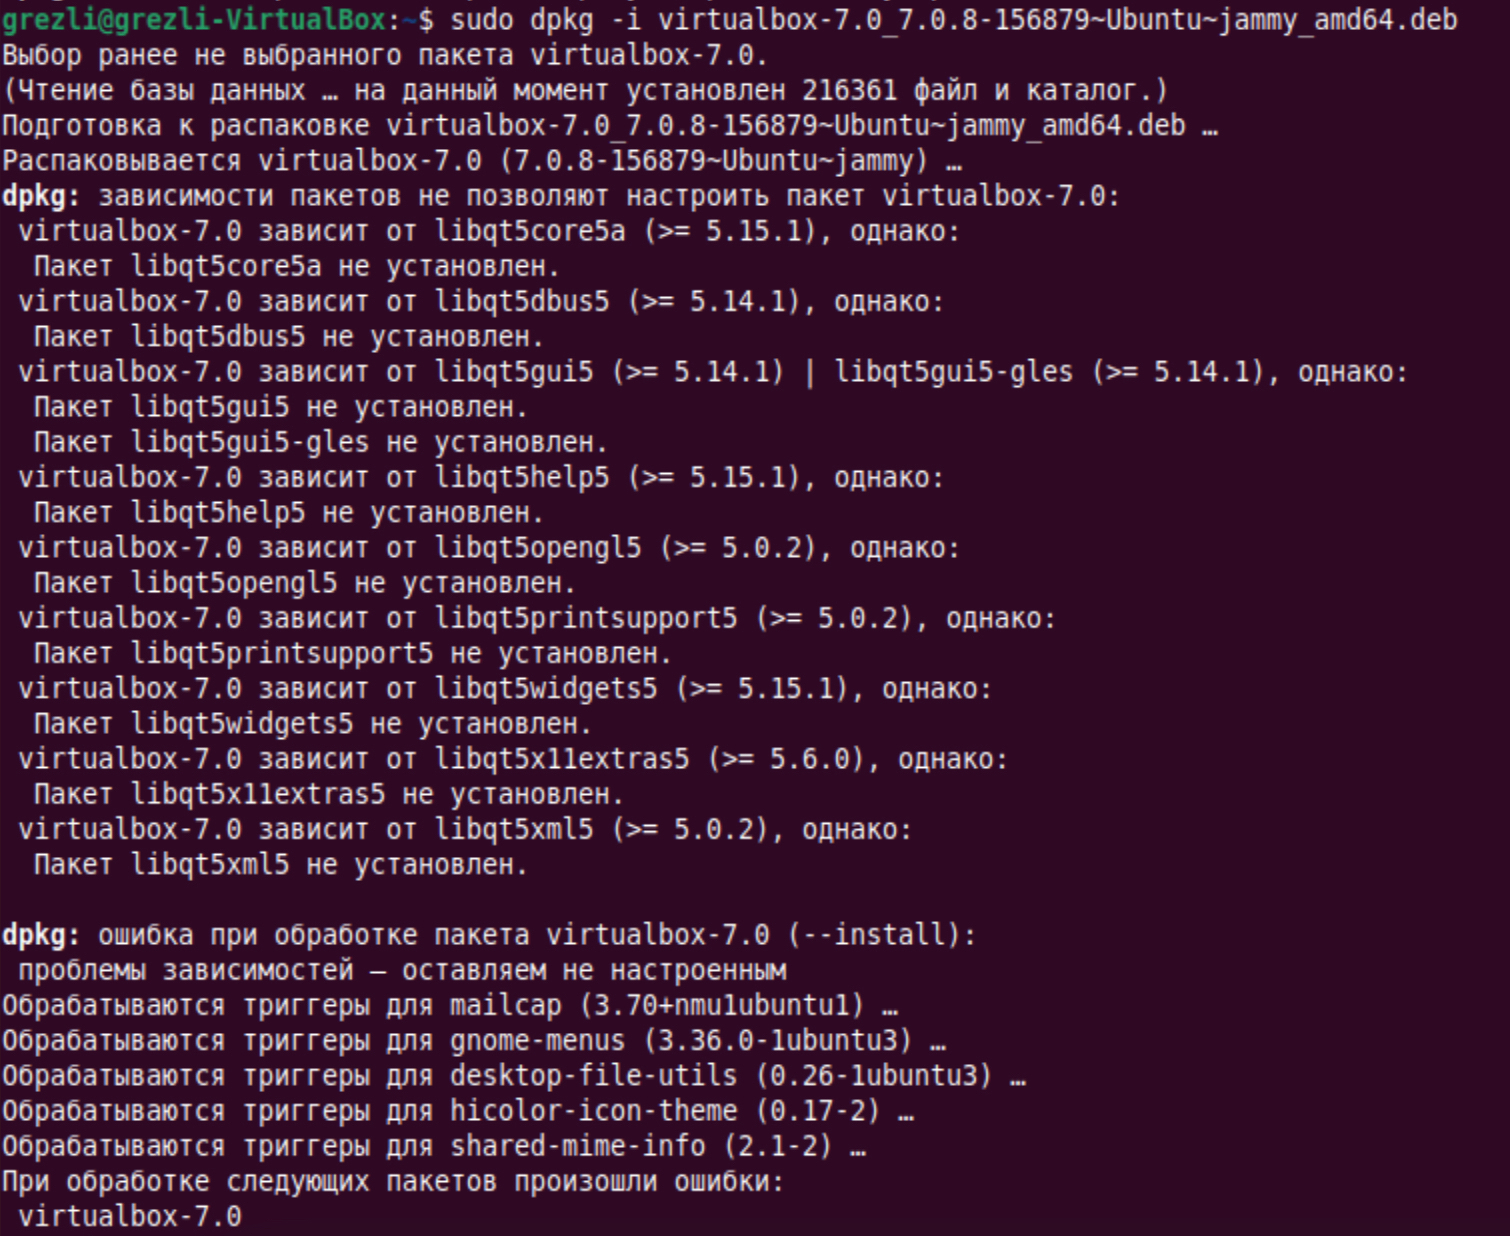 grezli@grezli-VirtualBox:~$ sudo dpkg -i virtualbox-7.0_7.0.8-156879~Ubuntu~jammy_amd64.deb
Выбор ранее не выбранного пакета virtualbox-7.0.
(Чтение базы данных … на данный момент установлен 216361 файл и каталог.)
Подготовка к распаковке virtualbox-7.0_7.0.8-156879~Ubuntu~jammy_amd64.deb …
Распаковывается virtualbox-7.0 (7.0.8-156879~Ubuntu~jammy) …
dpkg: зависимости пакетов не позволяют настроить пакет virtualbox-7.0:
 virtualbox-7.0 зависит от libqt5core5a (>= 5.15.1), однако:
  Пакет libqt5core5a не установлен.
 virtualbox-7.0 зависит от libqt5dbus5 (>= 5.14.1), однако:
  Пакет libqt5dbus5 не установлен.
 virtualbox-7.0 зависит от libqt5gui5 (>= 5.14.1) | libqt5gui5-gles (>= 5.14.1), однако:
  Пакет libqt5gui5 не установлен.
  Пакет libqt5gui5-gles не установлен.
 virtualbox-7.0 зависит от libqt5help5 (>= 5.15.1), однако:
  Пакет libqt5help5 не установлен.
 virtualbox-7.0 зависит от libqt5opengl5 (>= 5.0.2), однако:
  Пакет libqt5opengl5 не установлен.
 virtualbox-7.0 зависит от libqt5printsupport5 (>= 5.0.2), однако:
  Пакет libqt5printsupport5 не установлен.
 virtualbox-7.0 зависит от libqt5widgets5 (>= 5.15.1), однако:
  Пакет libqt5widgets5 не установлен.
 virtualbox-7.0 зависит от libqt5x11extras5 (>= 5.6.0), однако:
  Пакет libqt5x11extras5 не установлен.
 virtualbox-7.0 зависит от libqt5xml5 (>= 5.0.2), однако:
  Пакет libqt5xml5 не установлен.

dpkg: ошибка при обработке пакета virtualbox-7.0 (--install):
 проблемы зависимостей — оставляем не настроенным
Обрабатываются триггеры для mailcap (3.70+nmu1ubuntu1) …
Обрабатываются триггеры для gnome-menus (3.36.0-1ubuntu3) …
Обрабатываются триггеры для desktop-file-utils (0.26-1ubuntu3) …
Обрабатываются триггеры для hicolor-icon-theme (0.17-2) …
Обрабатываются триггеры для shared-mime-info (2.1-2) …
При обработке следующих пакетов произошли ошибки:
 virtualbox-7.0